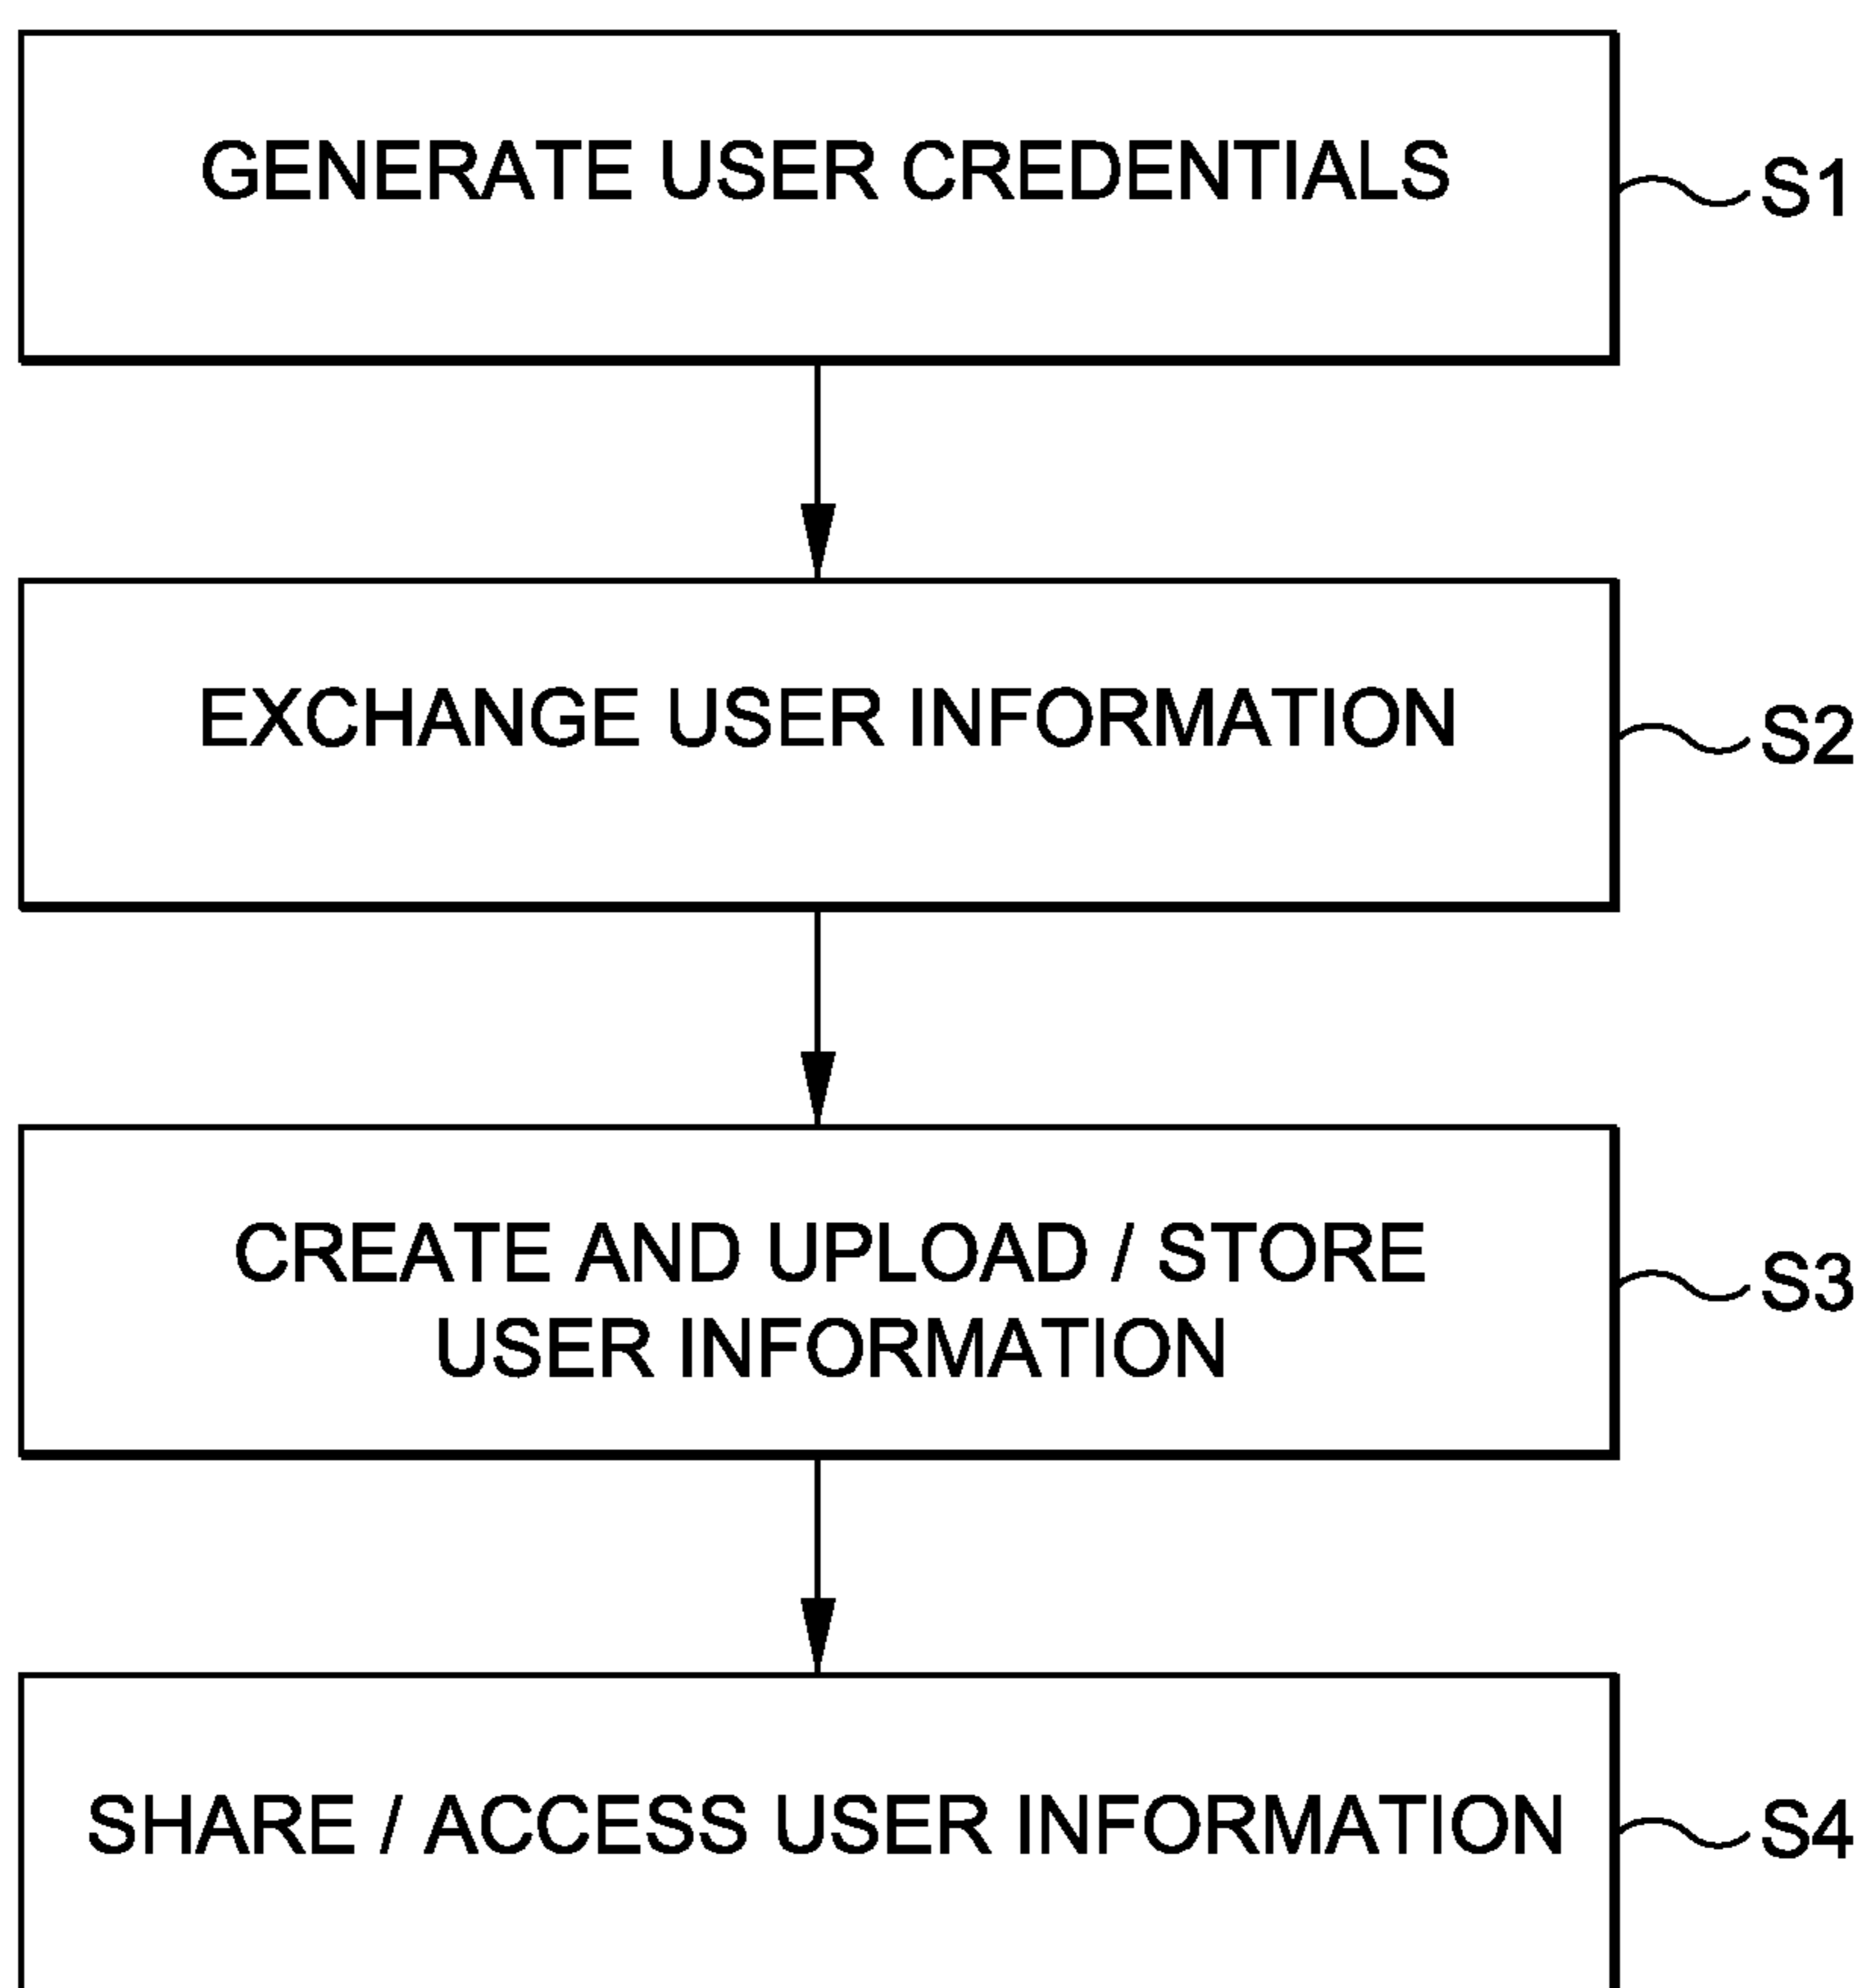 GENERATE USER CREDENTIALS
S1
EXCHANGE USER INFORMATION
S2
CREATE AND UPLOAD / STORE
USER INFORMATION
S3
SHARE / ACCESS USER INFORMATION
S4